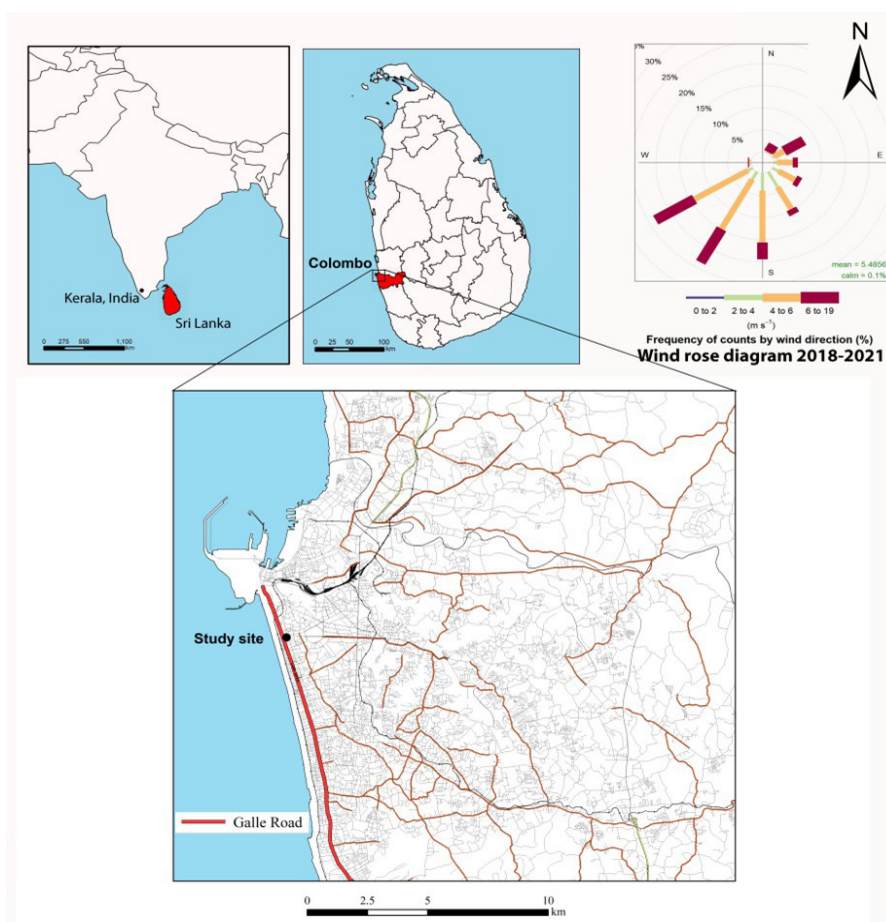 Kerala, India
Sri Lanka
0 275 550 1,100
km
Colombo
0 25 50 100
km
N
N
30%
25%
20%
15%
10%
5%
W
E
S
mean = 5.4856
calm = 0.1%
0 to 2 2 to 4 4 to 6 6 to 19
(m s⁻¹)
Frequency of counts by wind direction (%)
Wind rose diagram 2018-2021
Study site
Galle Road
0 2.5 5 10
km